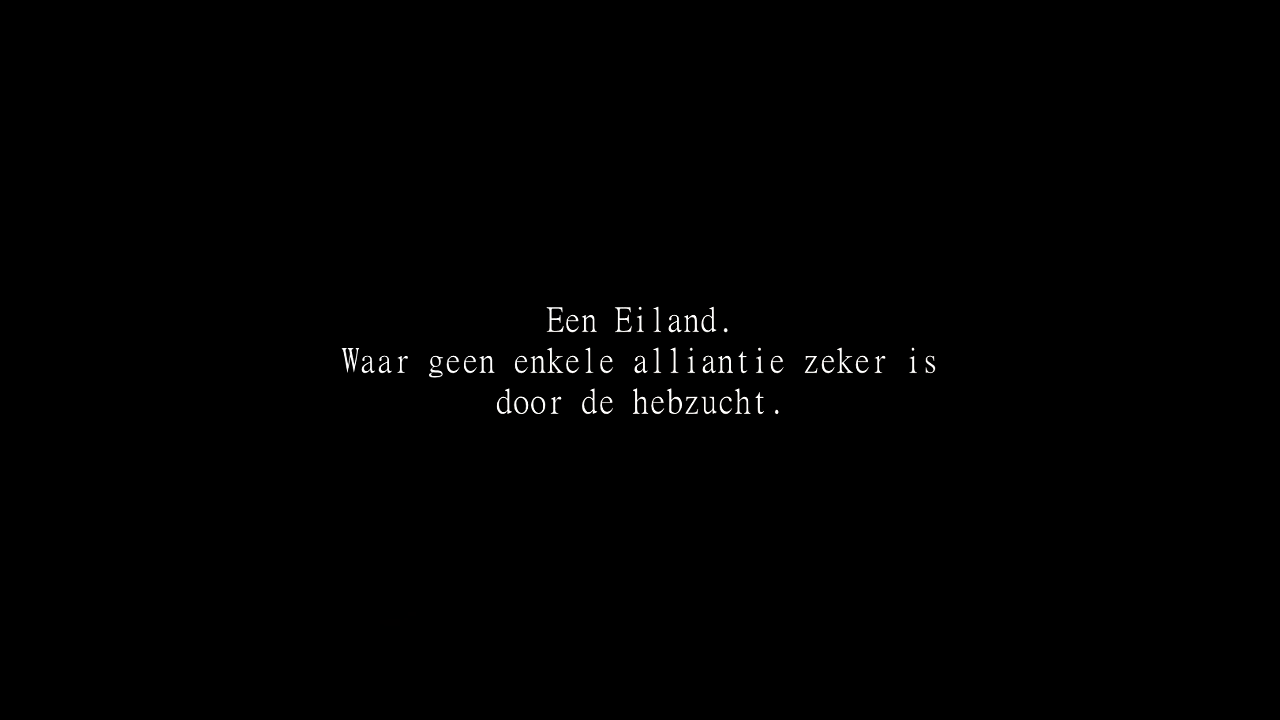 Een Eiland.
Waar geen enkele alliantie zeker is
door de hebzucht.